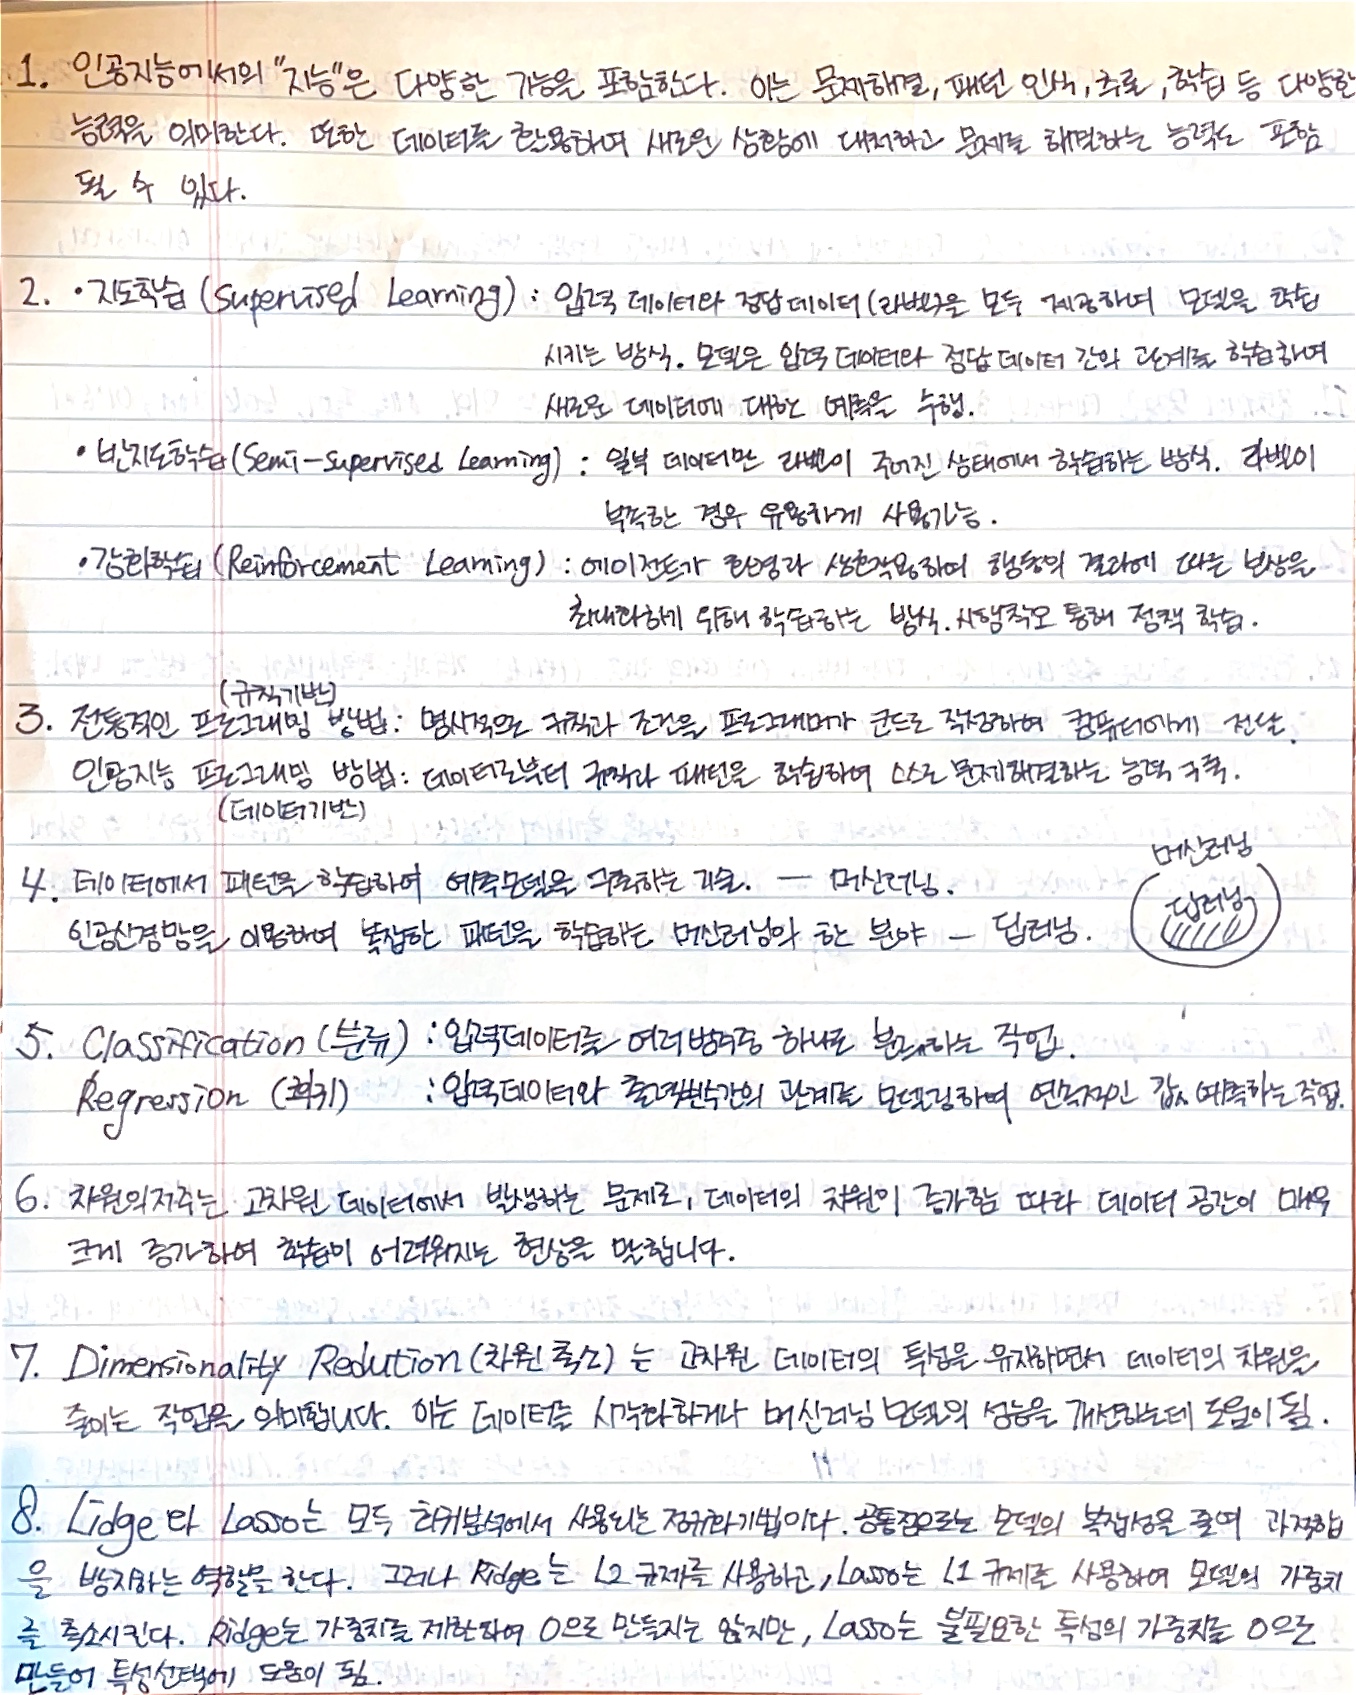 1. 인공지능에서의 "지능"은 다양한 기능을 포함한다. 이는 문제해결, 패턴 인식, 추론, 학습 등 다양한
능력을 의미한다. 또한 데이터를 활용하여 새로운 상황에 대처하고 문제를 해결하는 능력도 포함
될 수 있다.
2. • 지도학습 (Supervised Learning) : 입력 데이터와 정답데이터(라벨)을 모두 제공하여 모델을 학습
시키는 방식. 모델은 입력 데이터와 정답 데이터 간의 관계를 학습하여
새로운 데이터에 대한 예측을 수행.
• 반지도학습(Semi-supervised Learning) : 일부 데이터만 라벨이 주어진 상태에서 학습하는 방식. 라벨이
부족한 경우 유용하게 사용가능.
• 강화학습 (Reinforcement Learning) : 에이전트가 환경과 상호작용하며 행동의 결과에 따른 보상을
최대화하기 위해 학습하는 방식. 시행착오 통해 정책 학습.
(규칙기반)
3. 전통적인 프로그래밍 방법: 명시적으로 규칙과 조건을 프로그래머가 코드로 작성하여 컴퓨터에게 전달.
인공지능 프로그래밍 방법: 데이터로부터 규칙과 패턴을 학습하여 스스로 문제해결하는 능력 구축.
(데이터기반)
4. 데이터에서 패턴을 학습하여 예측모델을 구축하는 기술. — 머신러닝.
인공신경망을 이용하여 복잡한 패턴을 학습하는 머신러닝의 한 분야 — 딥러닝.
머신러닝
딥러닝
5. Classification (분류) : 입력데이터를 여러 범주중 하나로 분류하는 작업.
Regression (회귀) : 입력데이터와 출력변수간의 관계를 모델링하여 연속적인 값 예측하는 작업.
6. 차원의저주는 고차원 데이터에서 발생하는 문제로, 데이터의 차원이 증가함 따라 데이터 공간이 매우
크게 증가하여 학습이 어려워지는 현상을 말합니다.
7. Dimensionality Redution(차원 축소) 는 고차원 데이터의 특성을 유지하면서 데이터의 차원을
줄이는 작업을 의미합니다. 이는 데이터를 시각화하거나 머신러닝 모델의 성능을 개선하는데 도움이 됨.
8. Lidge와 Lasso는 모두 회귀분석에서 사용되는 정규화기법이다. 공통점으로는 모델의 복잡성을 줄여 과적합
을 방지하는 역할을 한다. 그러나 Ridge는 L2 규제를 사용하고, Lasso는 L1 규제를 사용하여 모델의 가중치
를 축소시킨다. Ridge는 가중치를 제한하여 0으로 만들지는 않지만, Lasso는 불필요한 특성의 가중치를 0으로
만들어 특성선택에 도움이 됨.